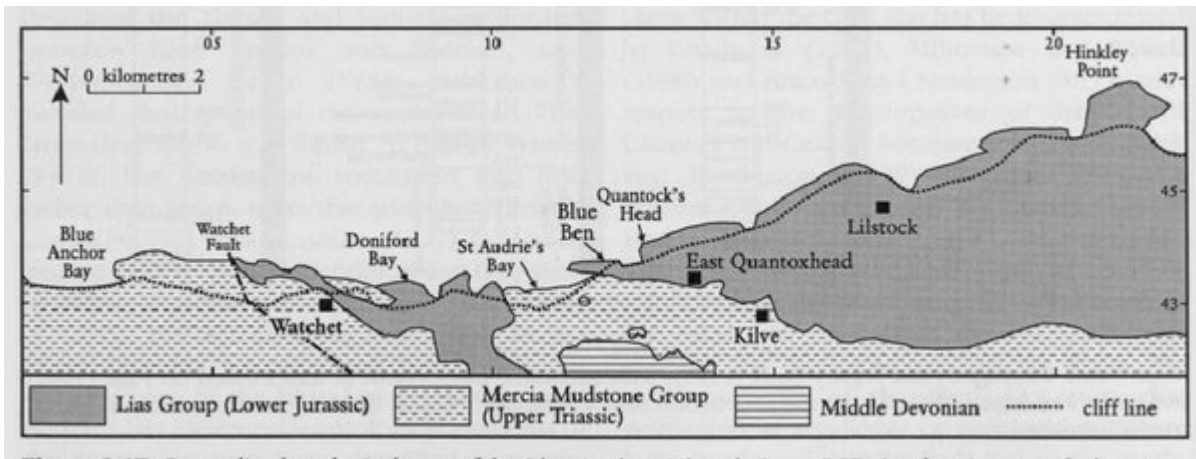 05
10
15
20
Hinkley
Point
N
0 kilometres 2
47
Quantock's
Head
45
Blue
Ben
Lilstock
Watchet
Fault
Blue
Anchor
Bay
Doniford
Bay
St Audrie's
Bay
East Quantoxhead
43
Watchet
Kilve
Lias Group (Lower Jurassic)
Mercia Mudstone Group
(Upper Triassic)
Middle Devonian
cliff line